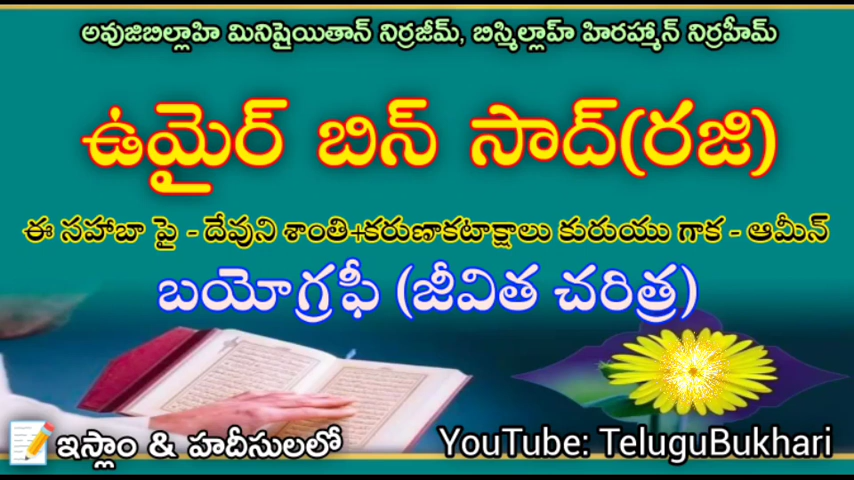 అవుజిబిల్లాహి మినిషైయితాన్ నిర్రజీమ్, బిస్మిల్లాహ్ హిరహ్మాన్ నిర్రహీమ్
ఉమైర్ బిన్ సాద్(రజి)
ఈ సహాబా పై - దేవుని శాంతి+కరుణాకటాక్షాలు కురుయు గాక - ఆమీన్
బయోగ్రఫీ (జీవిత చరిత్ర)
📝 ఇస్లాం & హదీసులలో
YouTube: TeluguBukhari